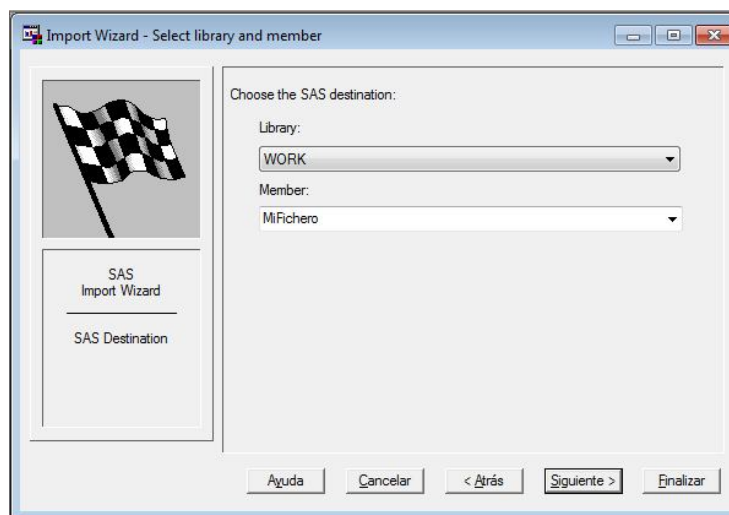 Import Wizard - Select library and member
Choose the SAS destination:
Library:
WORK
Member:
MiFichero
SAS
Import Wizard
SAS Destination
Ayuda
Cancelar
< Atrás
Siguiente >
Finalizar